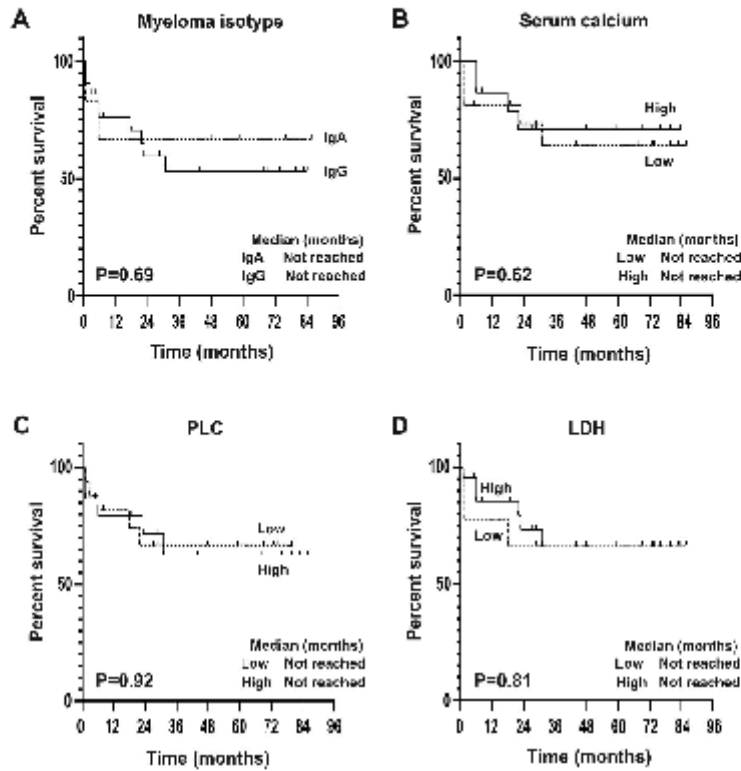 A
Myeloma isotype
Percent survival
100
50
0
IgA
IgG
Median (months)
IgA Not reached
IgG Not reached
P=0.69
0 12 24 36 48 60 72 84 96
Time (months)
B
Serum calcium
Percent survival
100
50
0
High
Low
Median (months)
Low Not reached
High Not reached
P=0.62
0 12 24 36 48 60 72 84 96
Time (months)
C
PLC
Percent survival
100
50
0
Low
High
Median (months)
Low Not reached
High Not reached
P=0.92
0 12 24 36 48 60 72 84 96
Time (months)
D
LDH
Percent survival
100
50
0
High
Low
Median (months)
Low Not reached
High Not reached
P=0.81
0 12 24 36 48 60 72 84 96
Time (months)